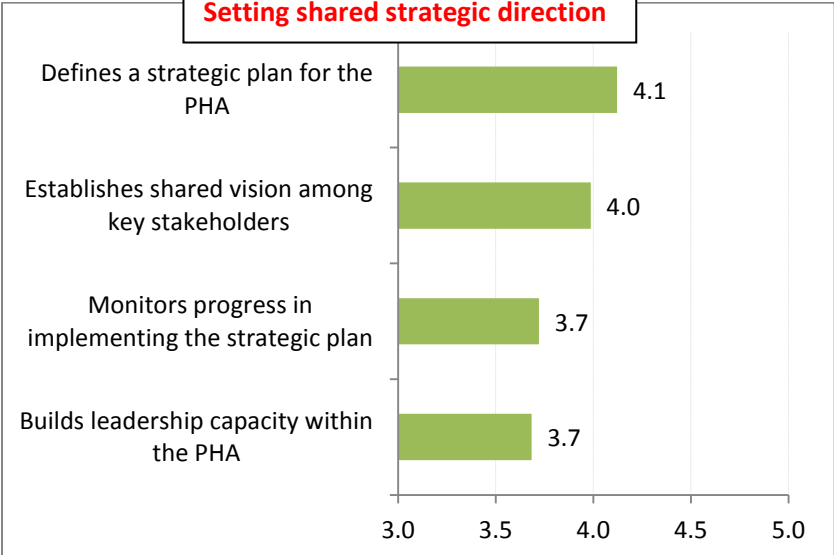 Setting shared strategic direction
Defines a strategic plan for the
PHA
4.1
Establishes shared vision among
key stakeholders
4.0
Monitors progress in
implementing the strategic plan
3.7
Builds leadership capacity within
the PHA
3.7
3.0 3.5 4.0 4.5 5.0